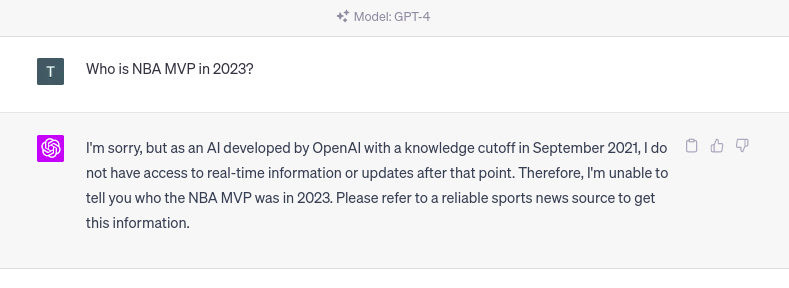 Model: GPT-4
T
Who is NBA MVP in 2023?
I'm sorry, but as an AI developed by OpenAI with a knowledge cutoff in September 2021, I do
not have access to real-time information or updates after that point. Therefore, I'm unable to
tell you who the NBA MVP was in 2023. Please refer to a reliable sports news source to get
this information.